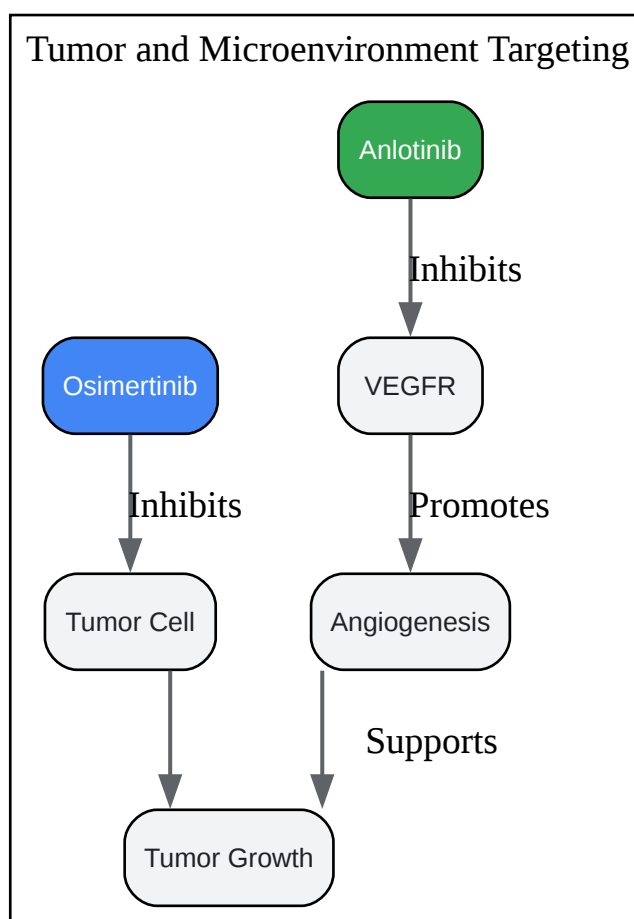 Tumor and Microenvironment Targeting
Anlotinib
Inhibits
Osimertinib
VEGFR
Inhibits
Promotes
Tumor Cell
Angiogenesis
Supports
Tumor Growth